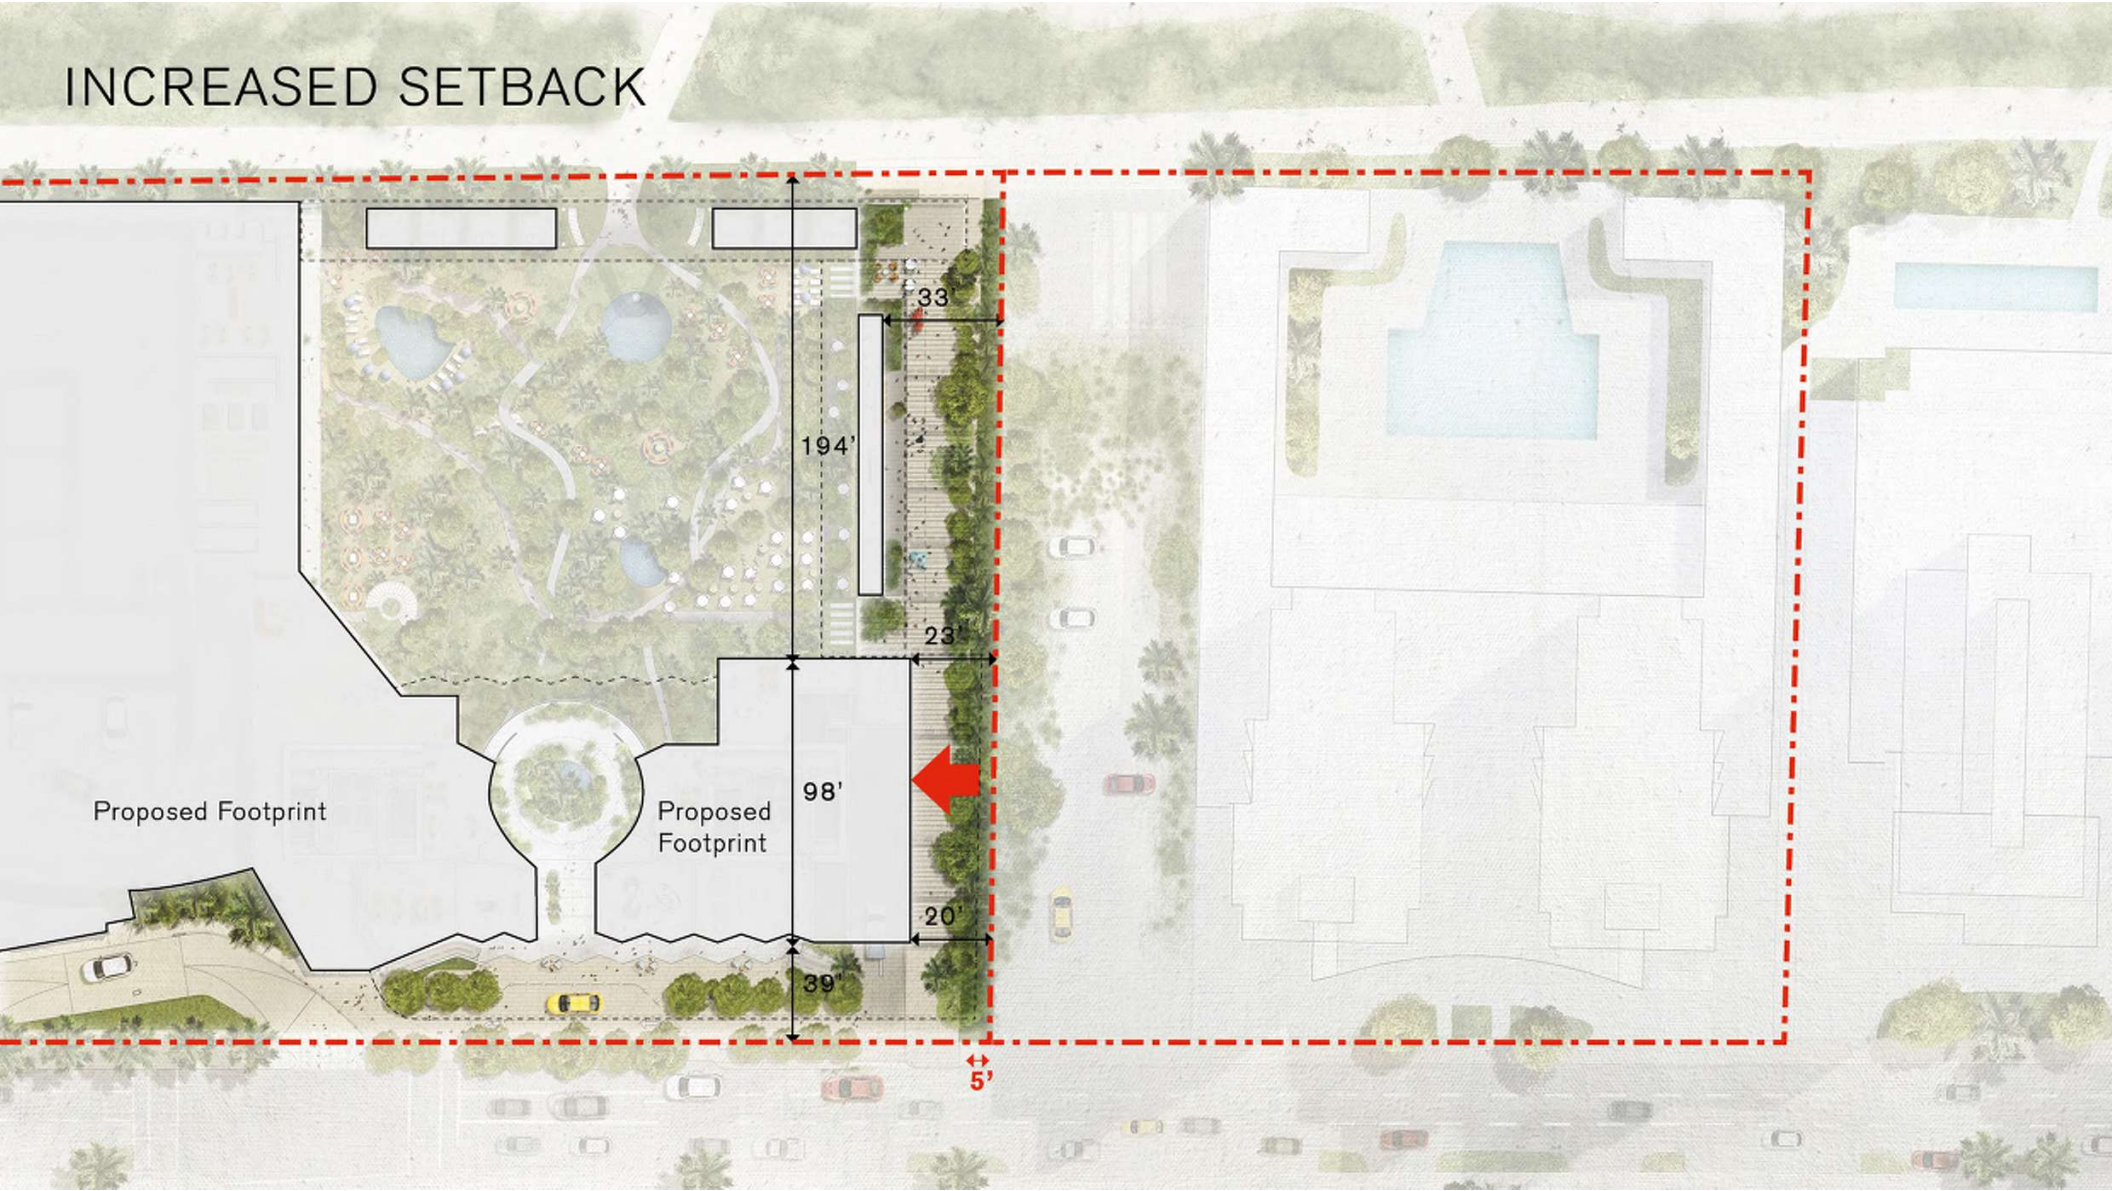 INCREASED SETBACK
33'
194'
23'
Proposed Footprint
Proposed
Footprint
98'
20'
39'
5'